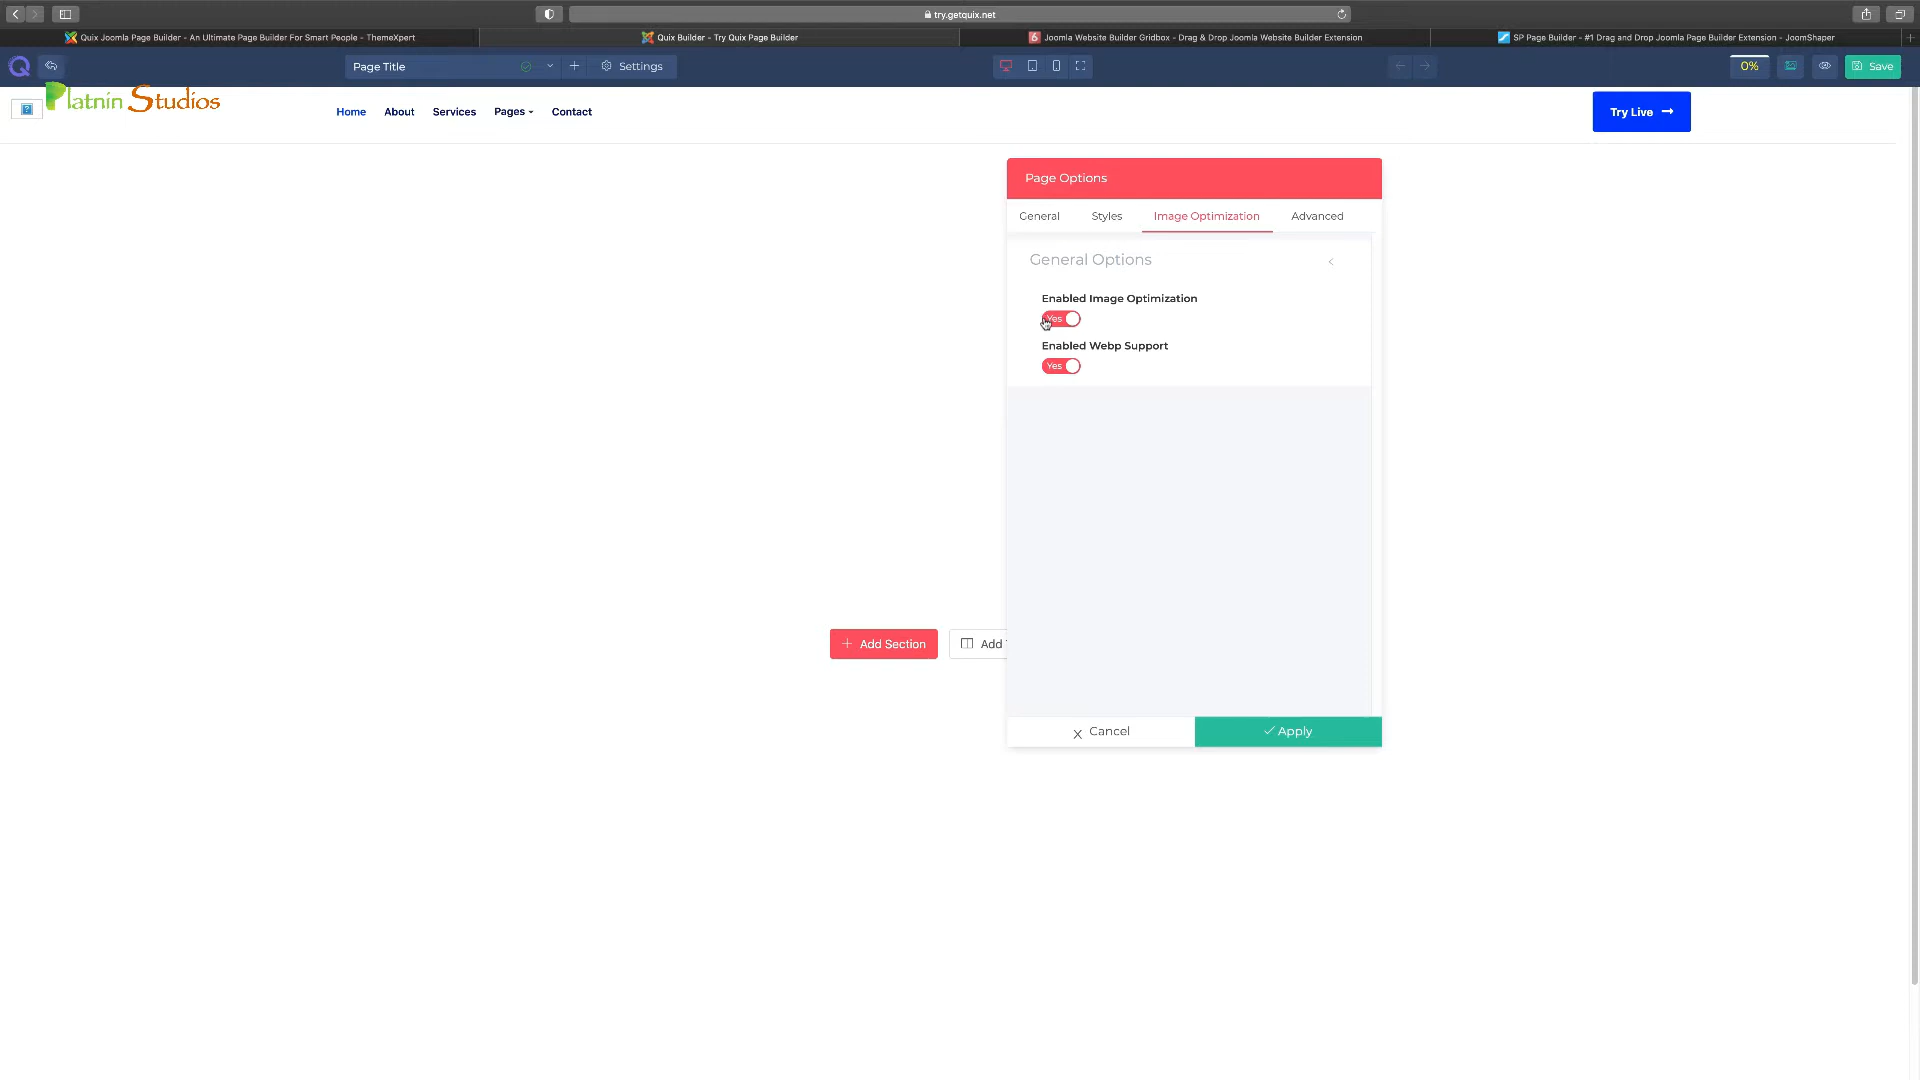 try.getquix.net
Quix Joomla Page Builder - An Ultimate Page Builder For Smart People - ThemeXpert
Quix Builder - Try Quix Page Builder
Joomla Website Builder Gridbox - Drag & Drop Joomla Website Builder Extension
SP Page Builder - #1 Drag and Drop Joomla Page Builder Extension - JoomShaper
Page Title
Settings
0%
Save
Platnin Studios
Home
About
Services
Pages
Contact
Try Live
Page Options
General
Styles
Image Optimization
Advanced
General Options
Enabled Image Optimization
Yes
Enabled Webp Support
Yes
Add Section
Add
Cancel
Apply